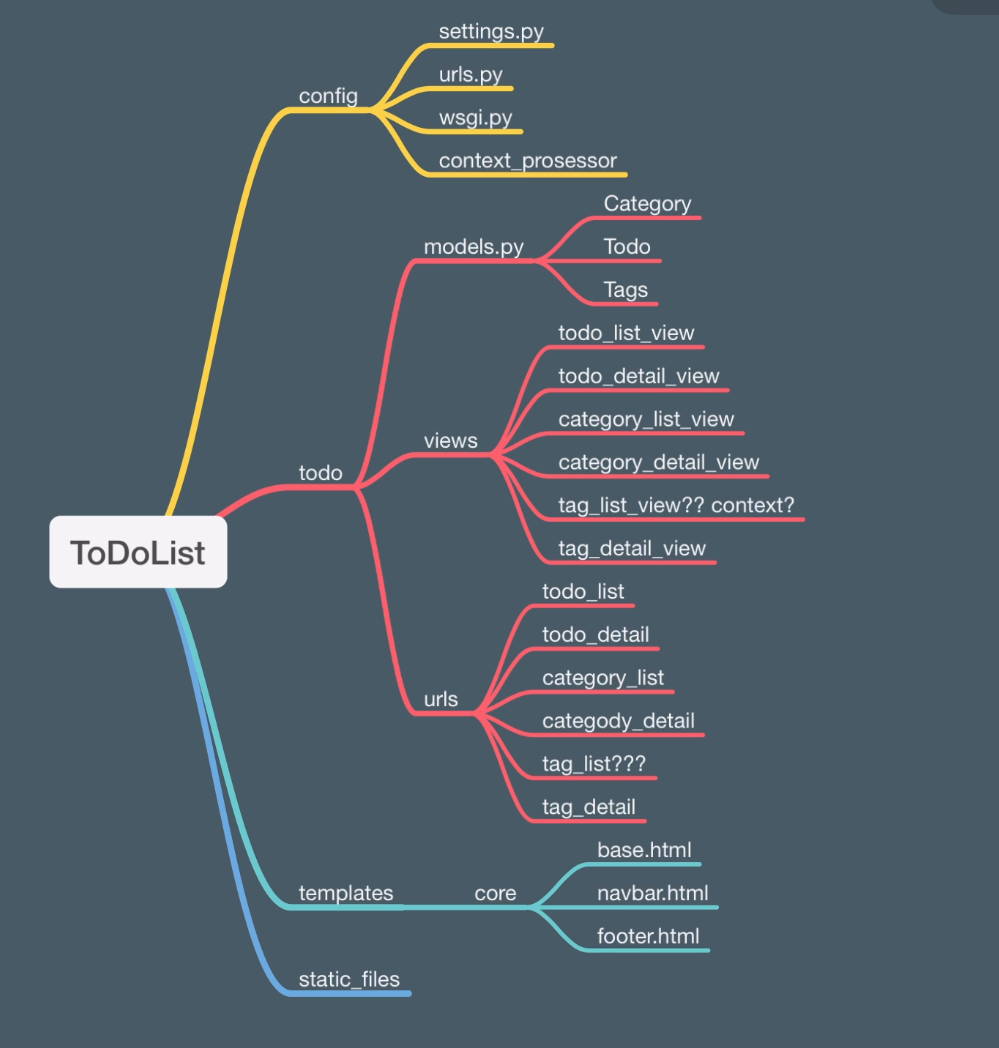 settings.py
urls.py
config
wsgi.py
context_prosessor
Category
models.py
Todo
Tags
todo_list_view
todo_detail_view
category_list_view
views
category_detail_view
todo
tag_list_view?? context?
tag_detail_view
ToDoList
todo_list
todo_detail
category_list
urls
categody_detail
tag_list???
tag_detail
base.html
templates
core
navbar.html
footer.html
static_files